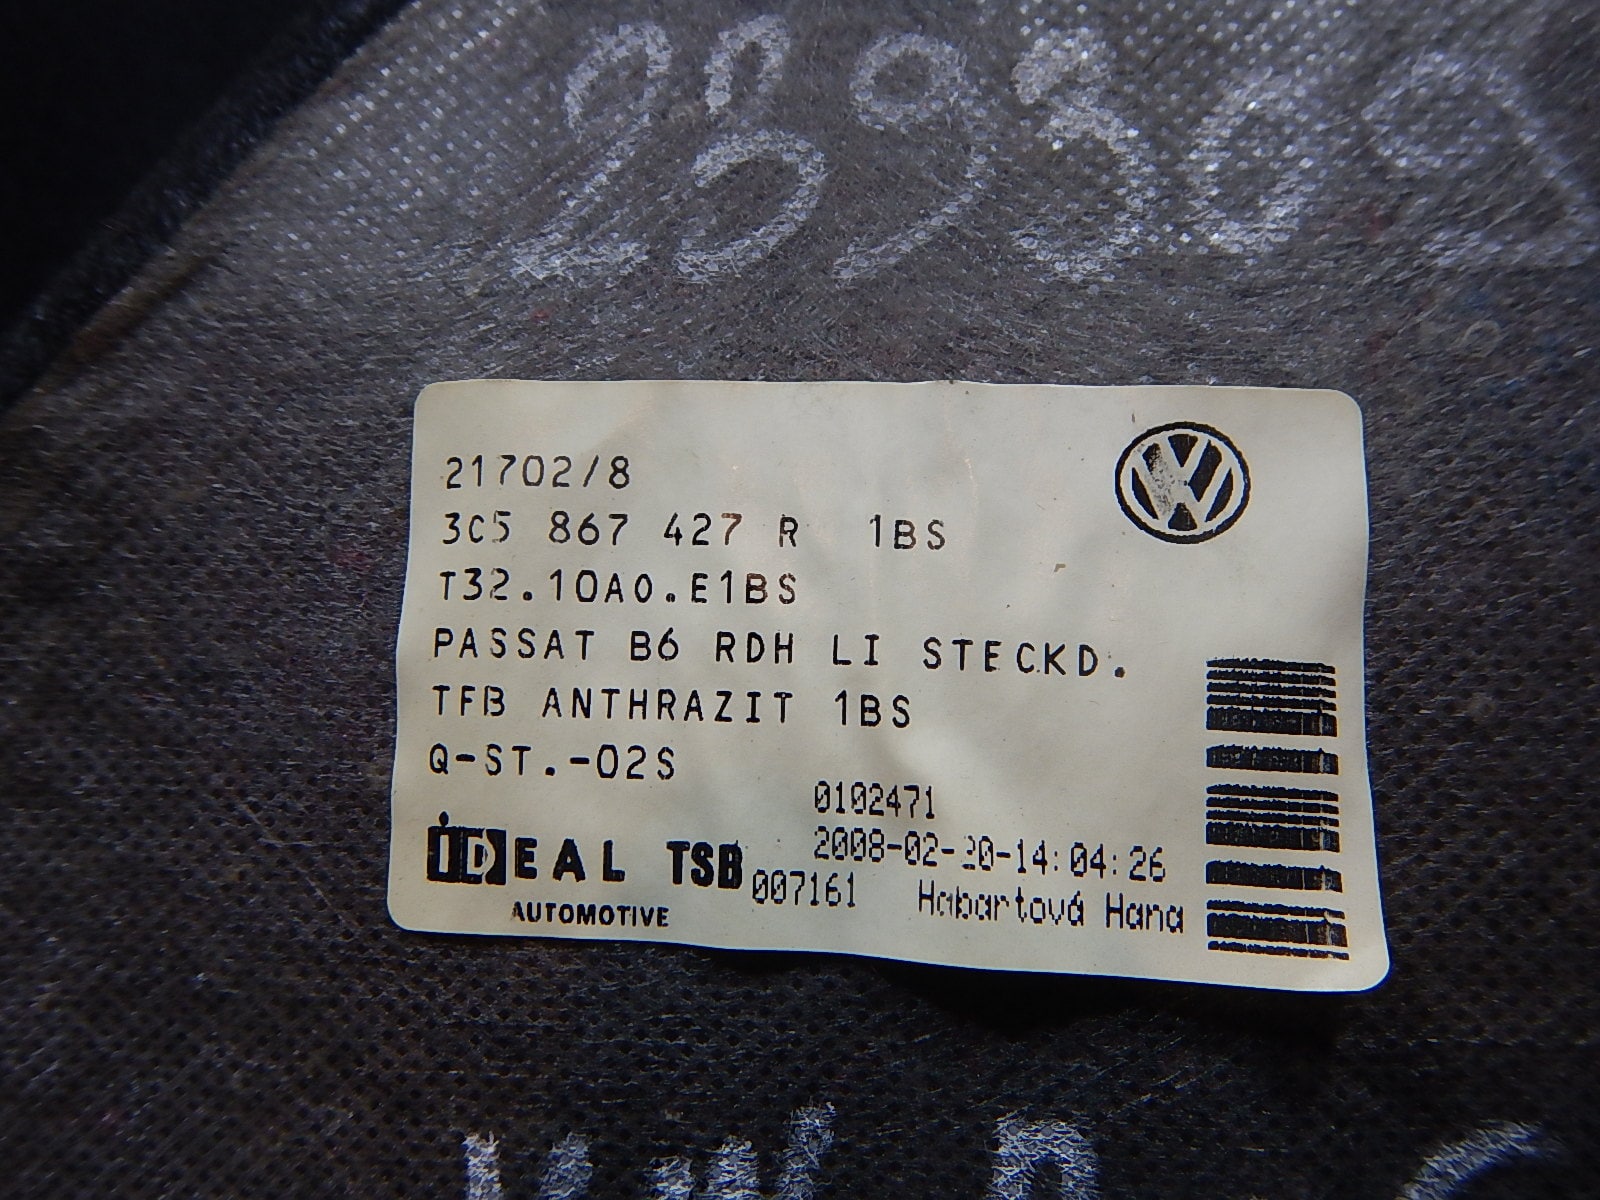 21702/8
3C5 867 427 R 1BS
T32.10A0.E1BS
PASSAT B6 RDH LI STECKD.
TFB ANTHRAZIT 1BS
Q-ST.-02S
0102471
2008-02-20-14:04:26
IDEAL TSB 007161 Habartová Hana
AUTOMOTIVE